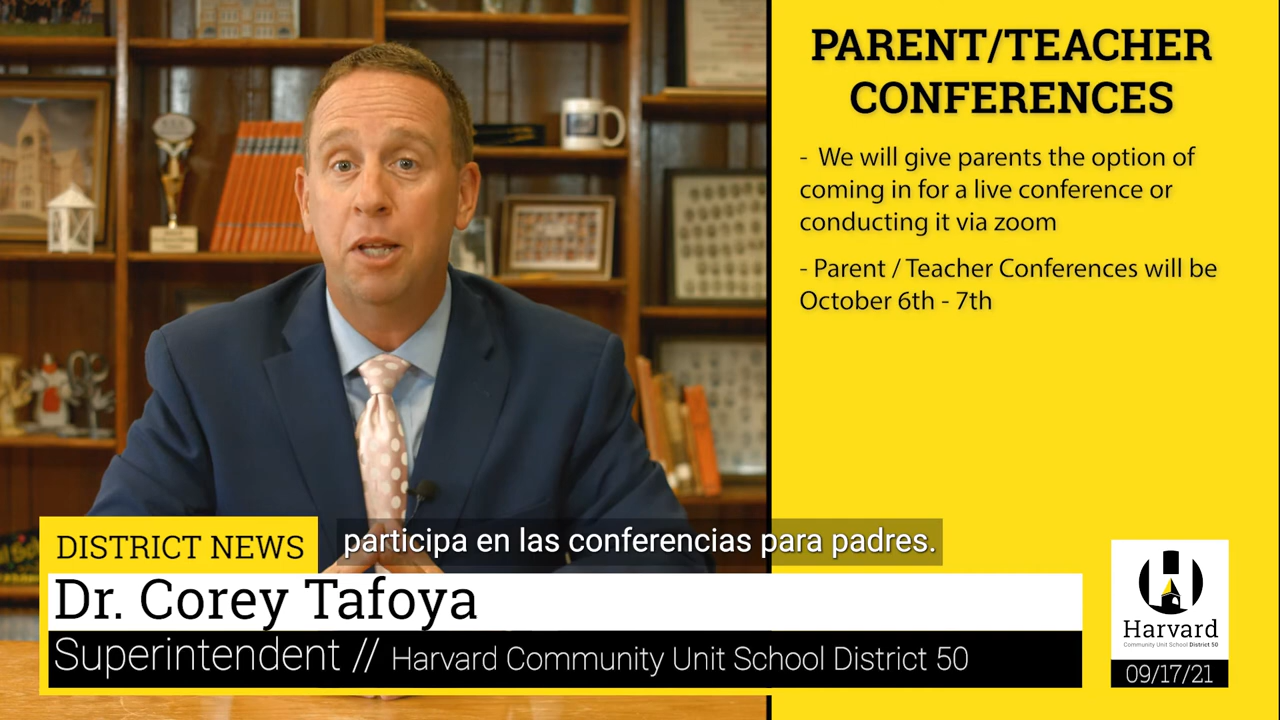 PARENT/TEACHER
CONFERENCES
- We will give parents the option of
coming in for a live conference or
conducting it via zoom
- Parent / Teacher Conferences will be
October 6th - 7th
participa en las conferencias para padres.
DISTRICT NEWS
Dr. Corey Tafoya
Superintendent // Harvard Community Unit School District 50
Harvard
Community Unit School District 50
09/17/21